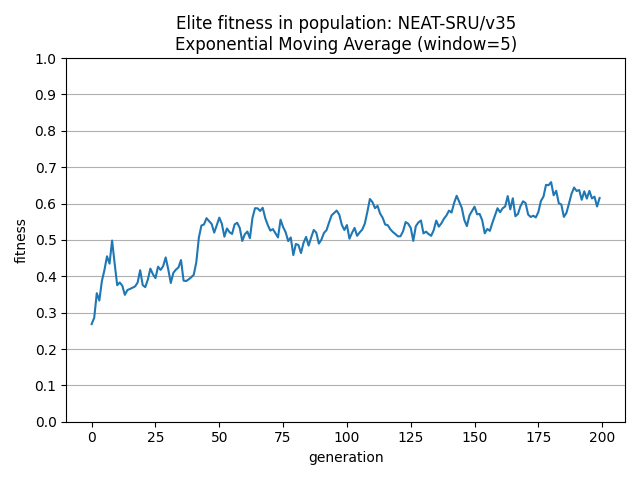 Elite fitness in population: NEAT-SRU/v35
Exponential Moving Average (window=5)
1.0
0.9
0.8
0.7
0.6
0.5
0.4
0.3
0.2
0.1
0.0
fitness
0 25 50 75 100 125 150 175 200
generation